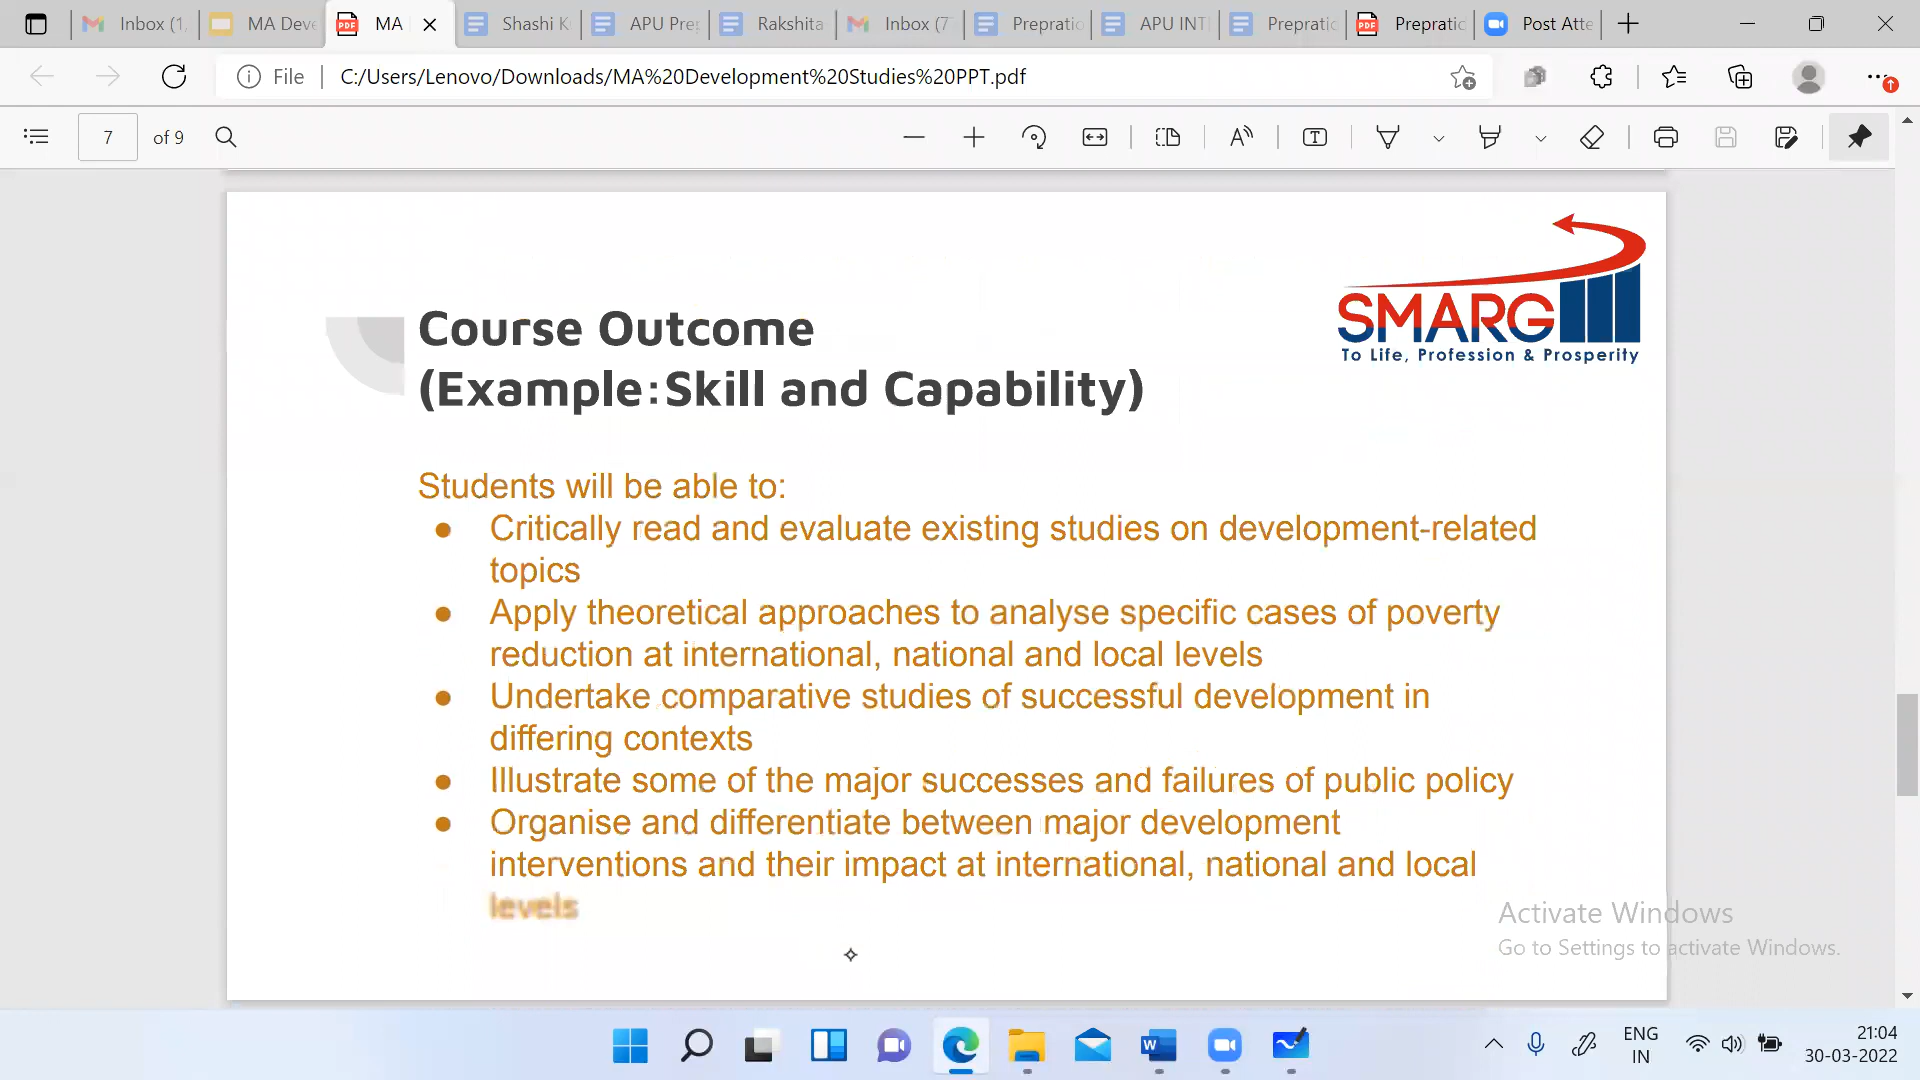 Inbox (1,
MA Deve
MA
Shashi K
APU Prep
Rakshita
Inbox (7
Prepratio
APU INT
Prepratio
Prepratic
Post Atte
File
C:/Users/Lenovo/Downloads/MA%20Development%20Studies%20PPT.pdf
7
of 9
SMARG
To Life, Profession & Prosperity
Course Outcome
(Example:Skill and Capability)
Students will be able to:
● Critically read and evaluate existing studies on development-related
topics
● Apply theoretical approaches to analyse specific cases of poverty
reduction at international, national and local levels
● Undertake comparative studies of successful development in
differing contexts
● Illustrate some of the major successes and failures of public policy
● Organise and differentiate between major development
interventions and their impact at international, national and local
levels
Activate Windows
Go to Settings to activate Windows.
ENG
IN
21:04
30-03-2022